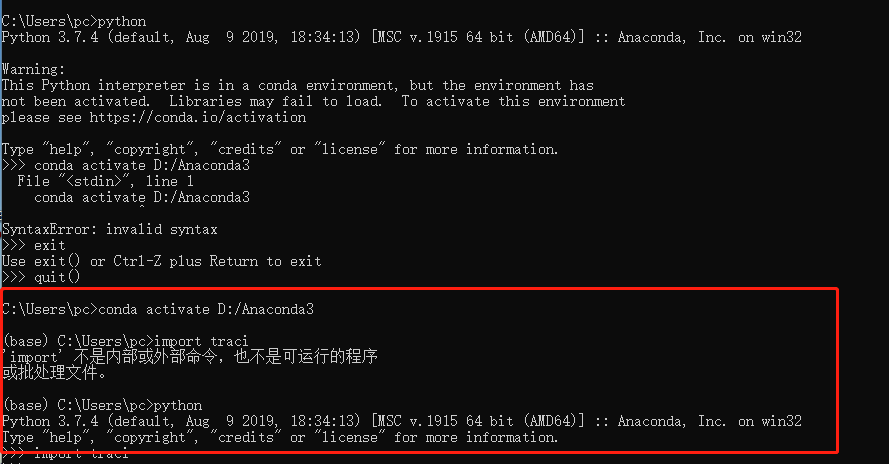 C:\Users\pc>python
Python 3.7.4 (default, Aug  9 2019, 18:34:13) [MSC v.1915 64 bit (AMD64)] :: Anaconda, Inc. on win32
Warning:
This Python interpreter is in a conda environment, but the environment has
not been activated.  Libraries may fail to load.  To activate this environment
please see https://conda.io/activation
Type "help", "copyright", "credits" or "license" for more information.
>>> conda activate D:/Anaconda3
  File "<stdin>", line 1
    conda activate D:/Anaconda3
                 ^
SyntaxError: invalid syntax
>>> exit
Use exit() or Ctrl-Z plus Return to exit
>>> quit()
C:\Users\pc>conda activate D:/Anaconda3
(base) C:\Users\pc>import traci
'import' 不是内部或外部命令，也不是可运行的程序
或批处理文件。
(base) C:\Users\pc>python
Python 3.7.4 (default, Aug  9 2019, 18:34:13) [MSC v.1915 64 bit (AMD64)] :: Anaconda, Inc. on win32
Type "help", "copyright", "credits" or "license" for more information.
>>> import traci